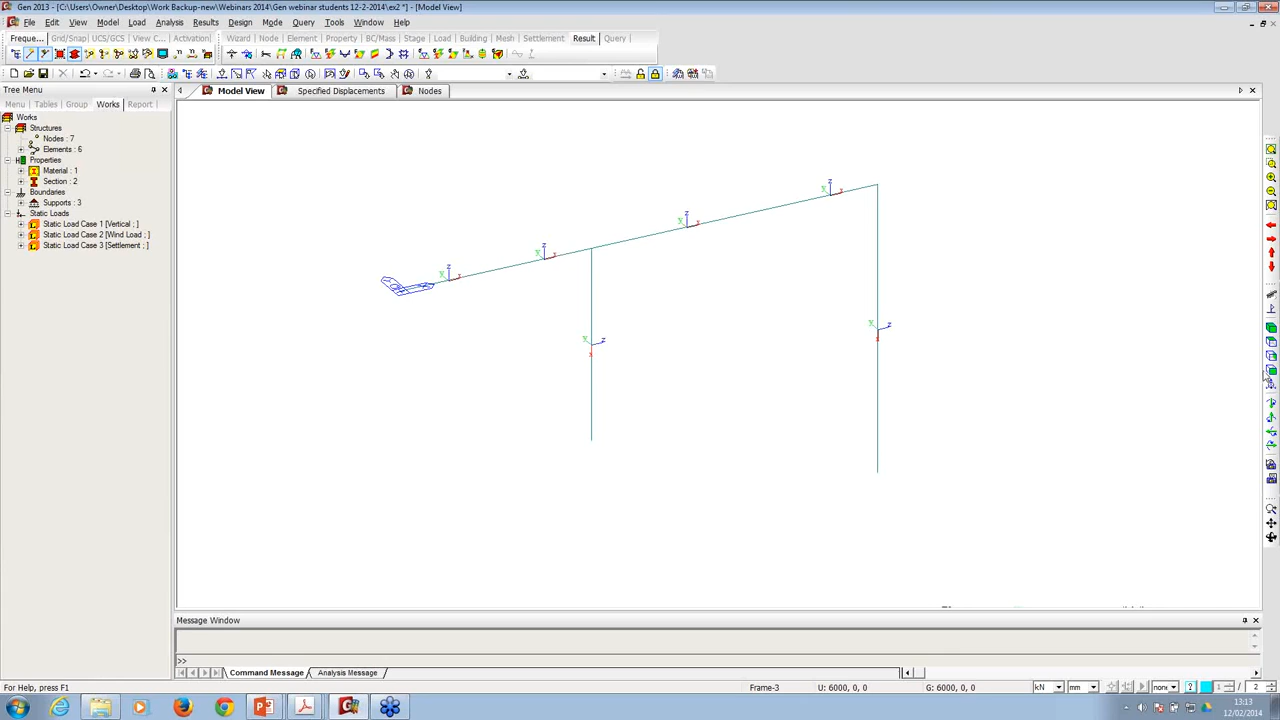 Gen 2013 - [C:\Users\Owner\Desktop\Work Backup-new\Webinars 2014\Gen webinar students 12-2-2014\ex2 *] - [Model View]
File Edit View Model Load Analysis Results Design Mode Query Tools Window Help
Freque... Grid/Snap UCS/GCS View C... Activation Wizard Node Element Property BC/Mass Stage Load Building Mesh Settlement Result Query
Tree Menu
Model View Specified Displacements Nodes
Menu Tables Group Works Report
Works
Structures
Nodes : 7
Elements : 6
Properties
Material : 1
Section : 2
Boundaries
Supports : 3
Static Loads
Static Load Case 1 [Vertical ; ]
Static Load Case 2 [Wind Load ; ]
Static Load Case 3 [Settlement ; ]
z
y x
z
y x
z
y x
z
y x
y z
x
y z
x
Message Window
>>
Command Message Analysis Message
For Help, press F1
Frame-3
U: 6000, 0, 0
G: 6000, 0, 0
kN
mm
non
1 / 2
13:13
12/02/2014